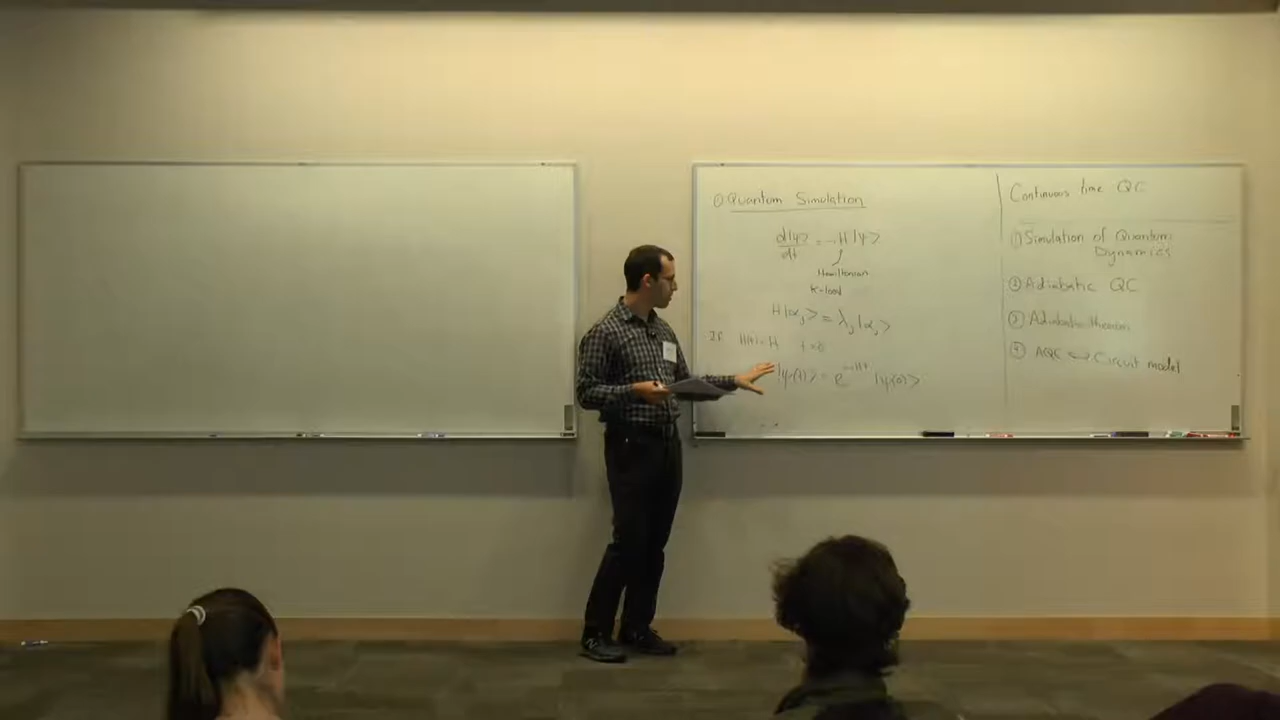 ① Quantum Simulation
d|ψ> / dt = -iH|ψ>
Hamiltonian
K-local
H|α_j> = λ_j|α_j>
If H(t)=H
|ψ(t)> = e^{-iHt} |ψ(0)>
Continuous time QC
① Simulation of Quantum
Dynamics
② Adiabatic QC
③ Adiabatic theorem
④ AQC ↔ Circuit model